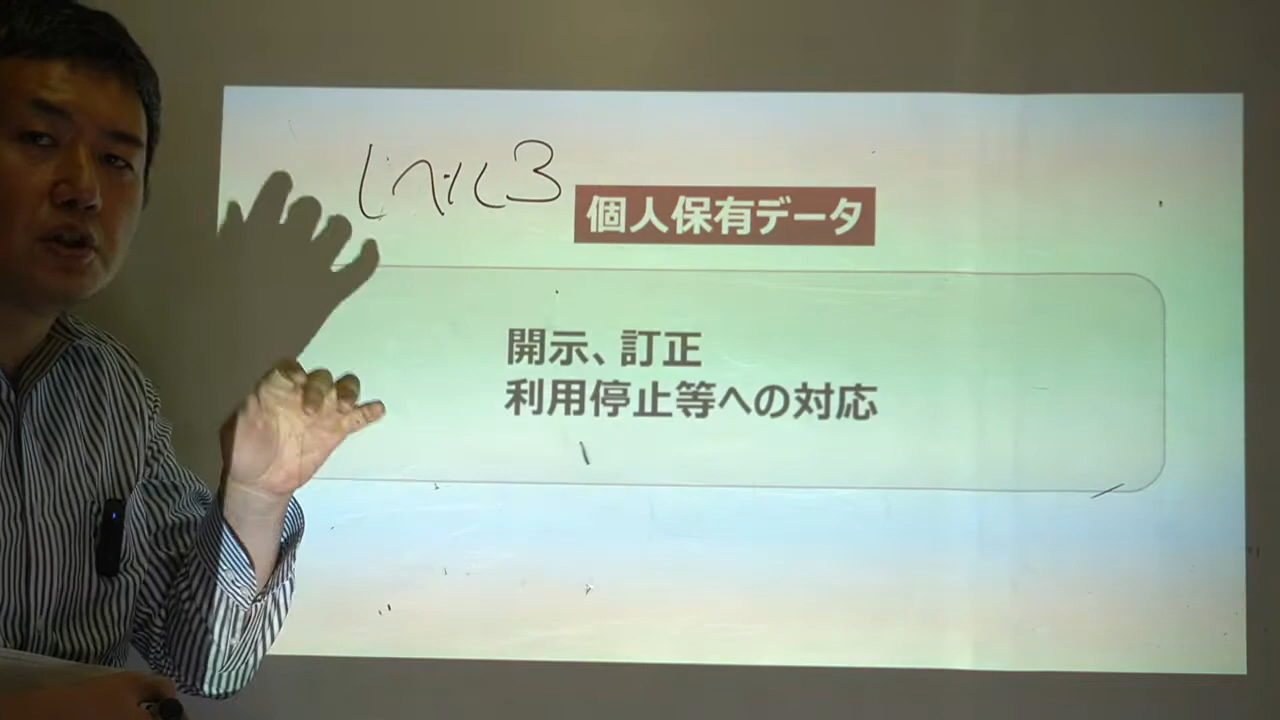 レベル3
個人保有データ
開示、訂正
利用停止等への対応